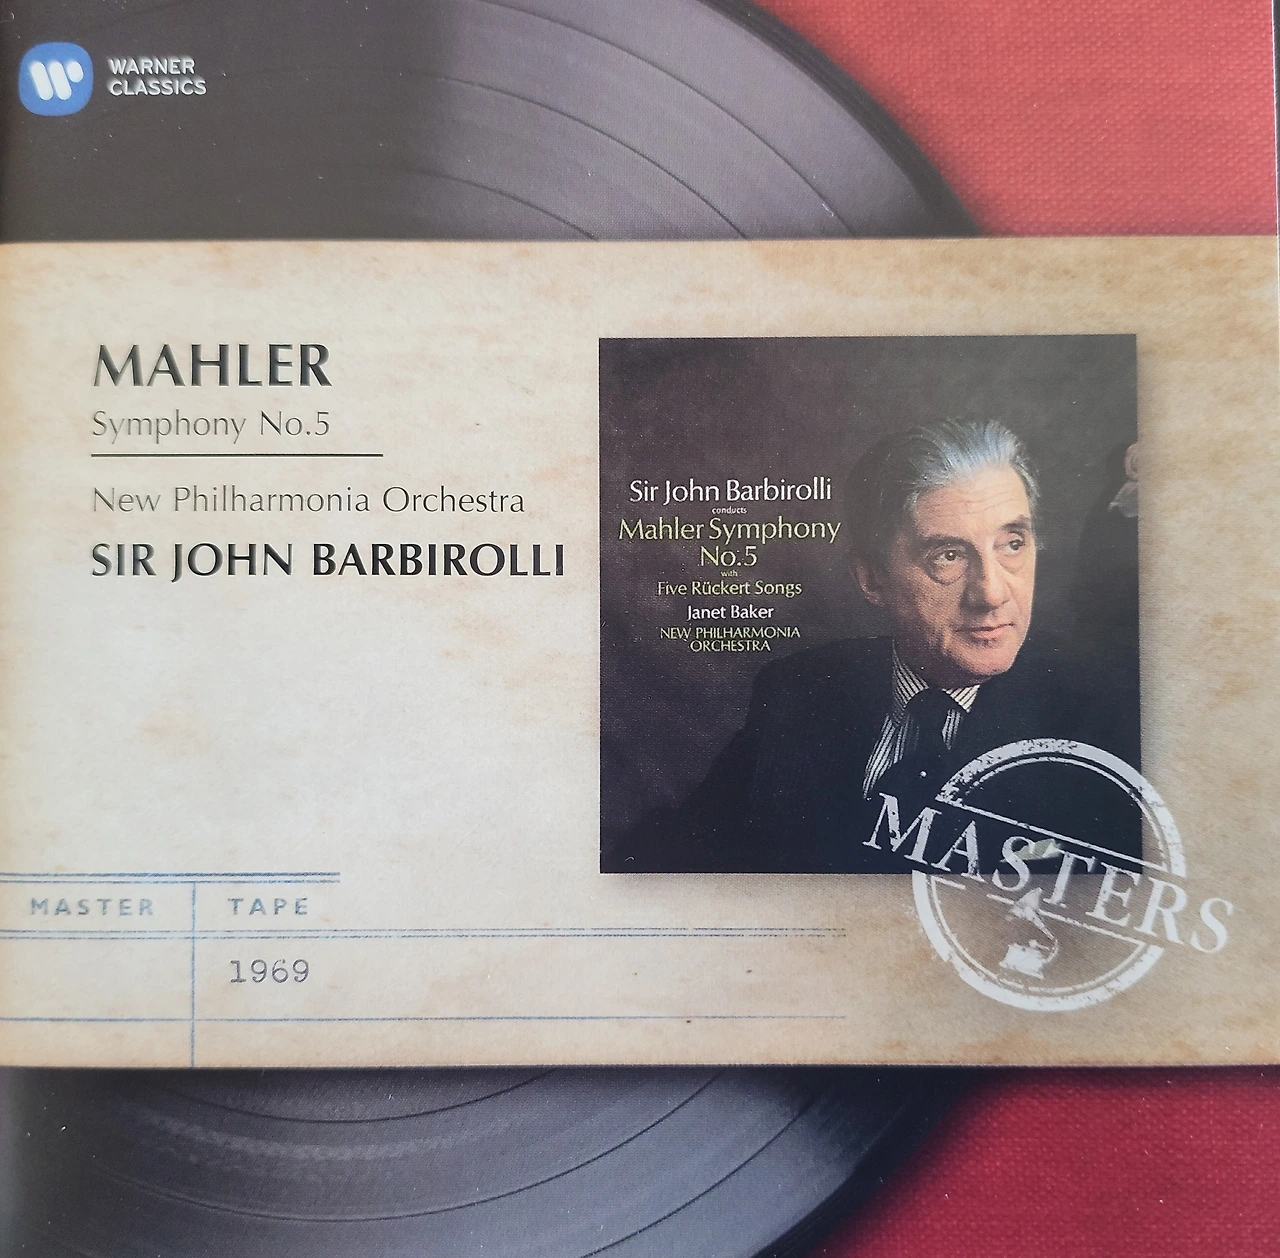 WARNER
CLASSICS
MAHLER
Symphony No.5
New Philharmonia Orchestra
SIR JOHN BARBIROLLI
Sir John Barbirolli
conducts
Mahler Symphony
No.5
with
Five Rückert Songs
Janet Baker
NEW PHILHARMONIA
ORCHESTRA
MASTERS
MASTER TAPE
1969